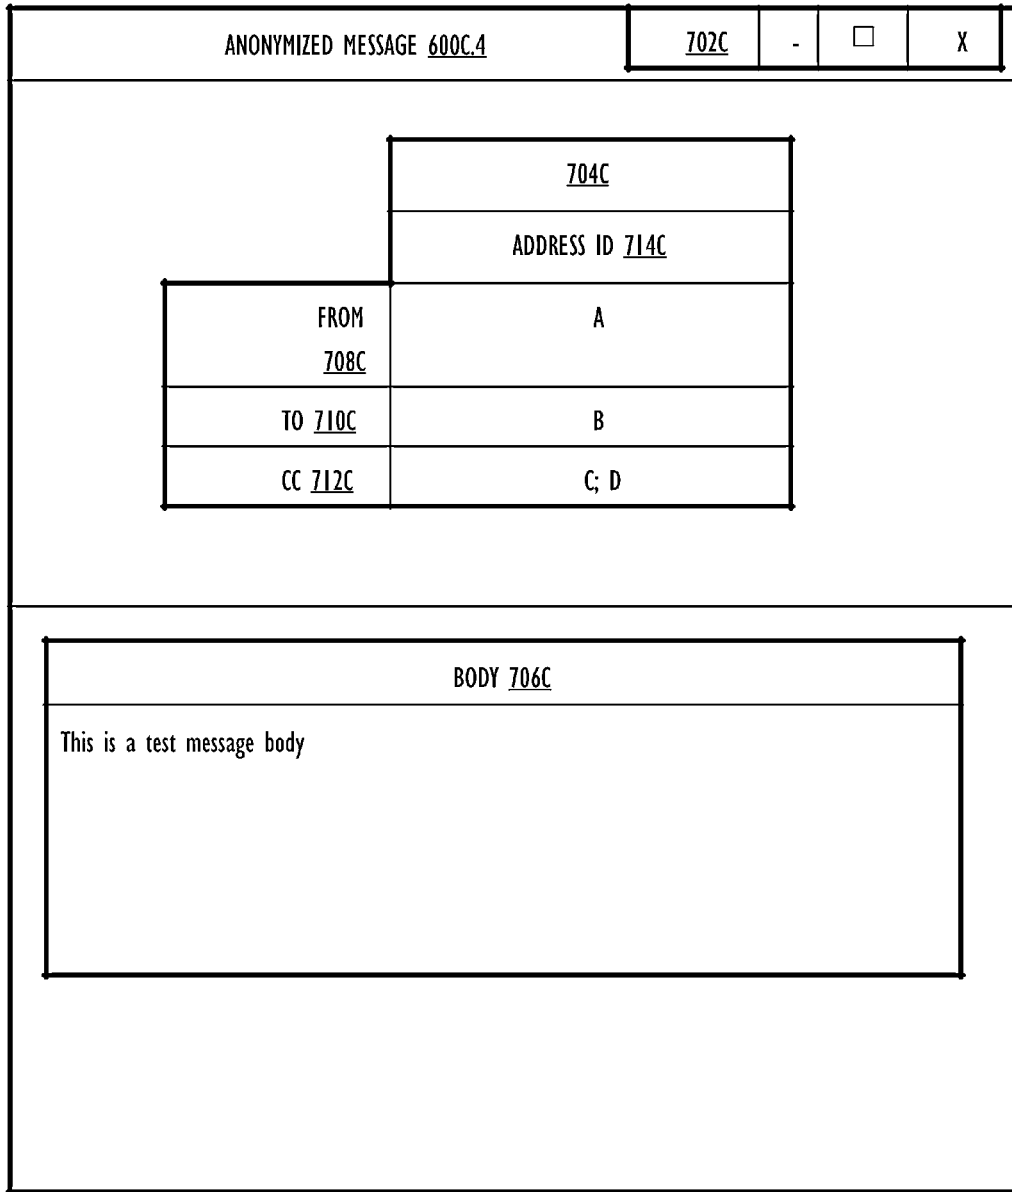 ANONYMIZED MESSAGE 600C.4 702C - □ X
704C
ADDRESS ID 714C
FROM A
708C
TO 710C B
CC 712C C; D
BODY 706C
This is a test message body